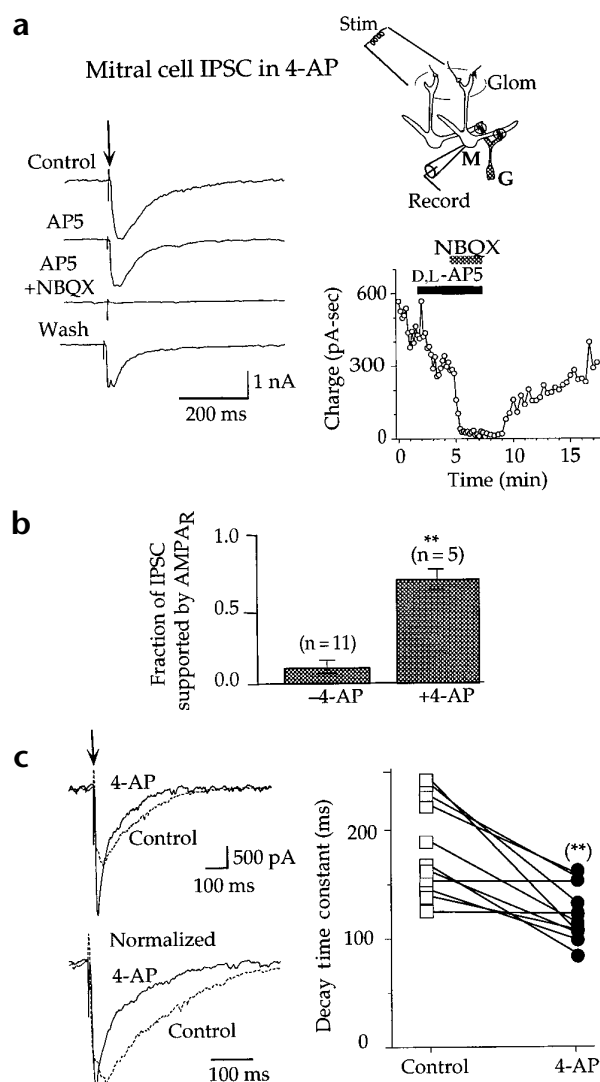 a
Mitral cell IPSC in 4-AP
Stim
Glom
M
G
Record
Control
AP5
AP5
+NBQX
Wash
1 nA
200 ms
NBQX
D,L-AP5
Charge (pA-sec)
600
300
0
0 5 10 15
Time (min)
b
Fraction of IPSC
supported by AMPAR
1.0
0.5
0.0
(n = 11)
**
(n = 5)
–4-AP +4-AP
c
4-AP
Control
500 pA
100 ms
Normalized
4-AP
Control
100 ms
Decay time constant (ms)
200
100
0
(**)
Control 4-AP